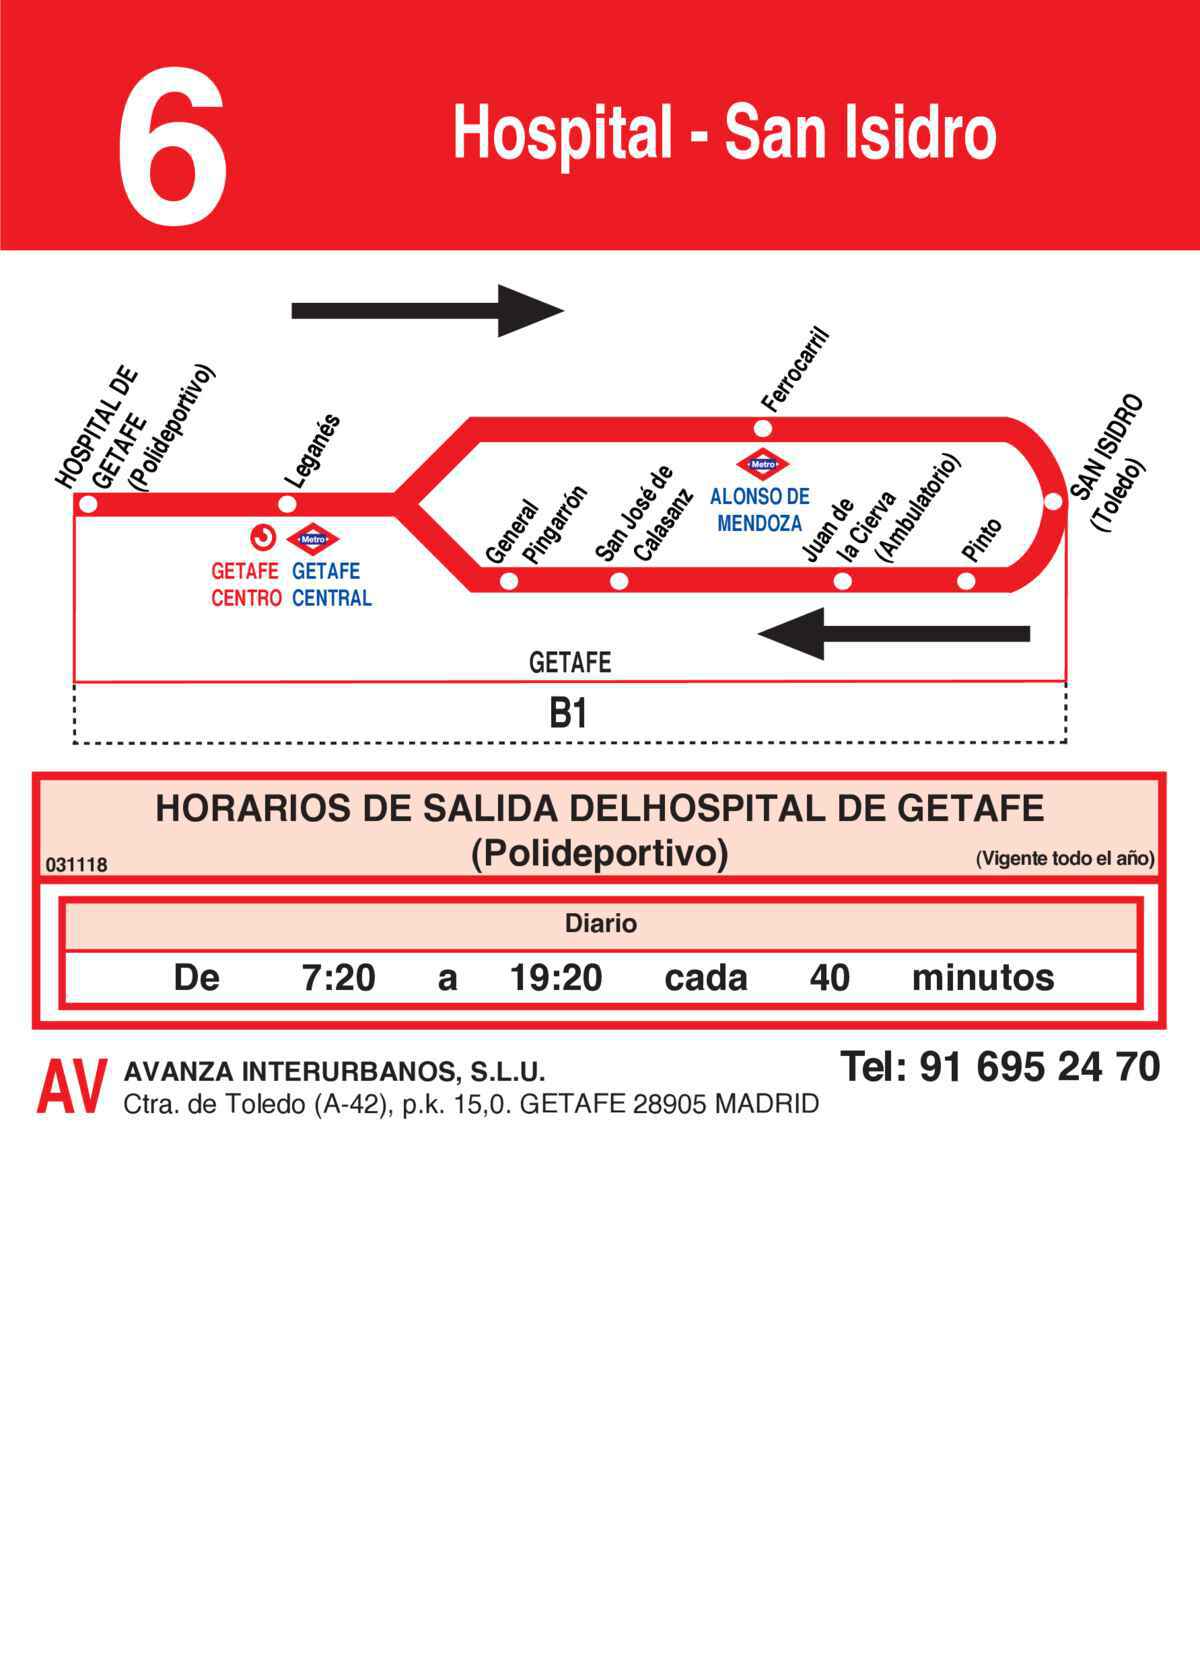 6
Hospital - San Isidro
HOSPITAL DE
GETAFE
(Polideportivo)
Leganés
Ferrocarril
SAN ISIDRO
(Toledo)
Metro
ALONSO DE
MENDOZA
General
Pingarrón
San José de
Calasanz
Juan de
la Cierva
(Ambulatorio)
Pinto
Metro
GETAFE
CENTRO
GETAFE
CENTRAL
GETAFE
B1
HORARIOS DE SALIDA DELHOSPITAL DE GETAFE
(Polideportivo)
031118
(Vigente todo el año)
Diario
De 7:20 a 19:20 cada 40 minutos
AV
AVANZA INTERURBANOS, S.L.U.
Ctra. de Toledo (A-42), p.k. 15,0. GETAFE 28905 MADRID
Tel: 91 695 24 70